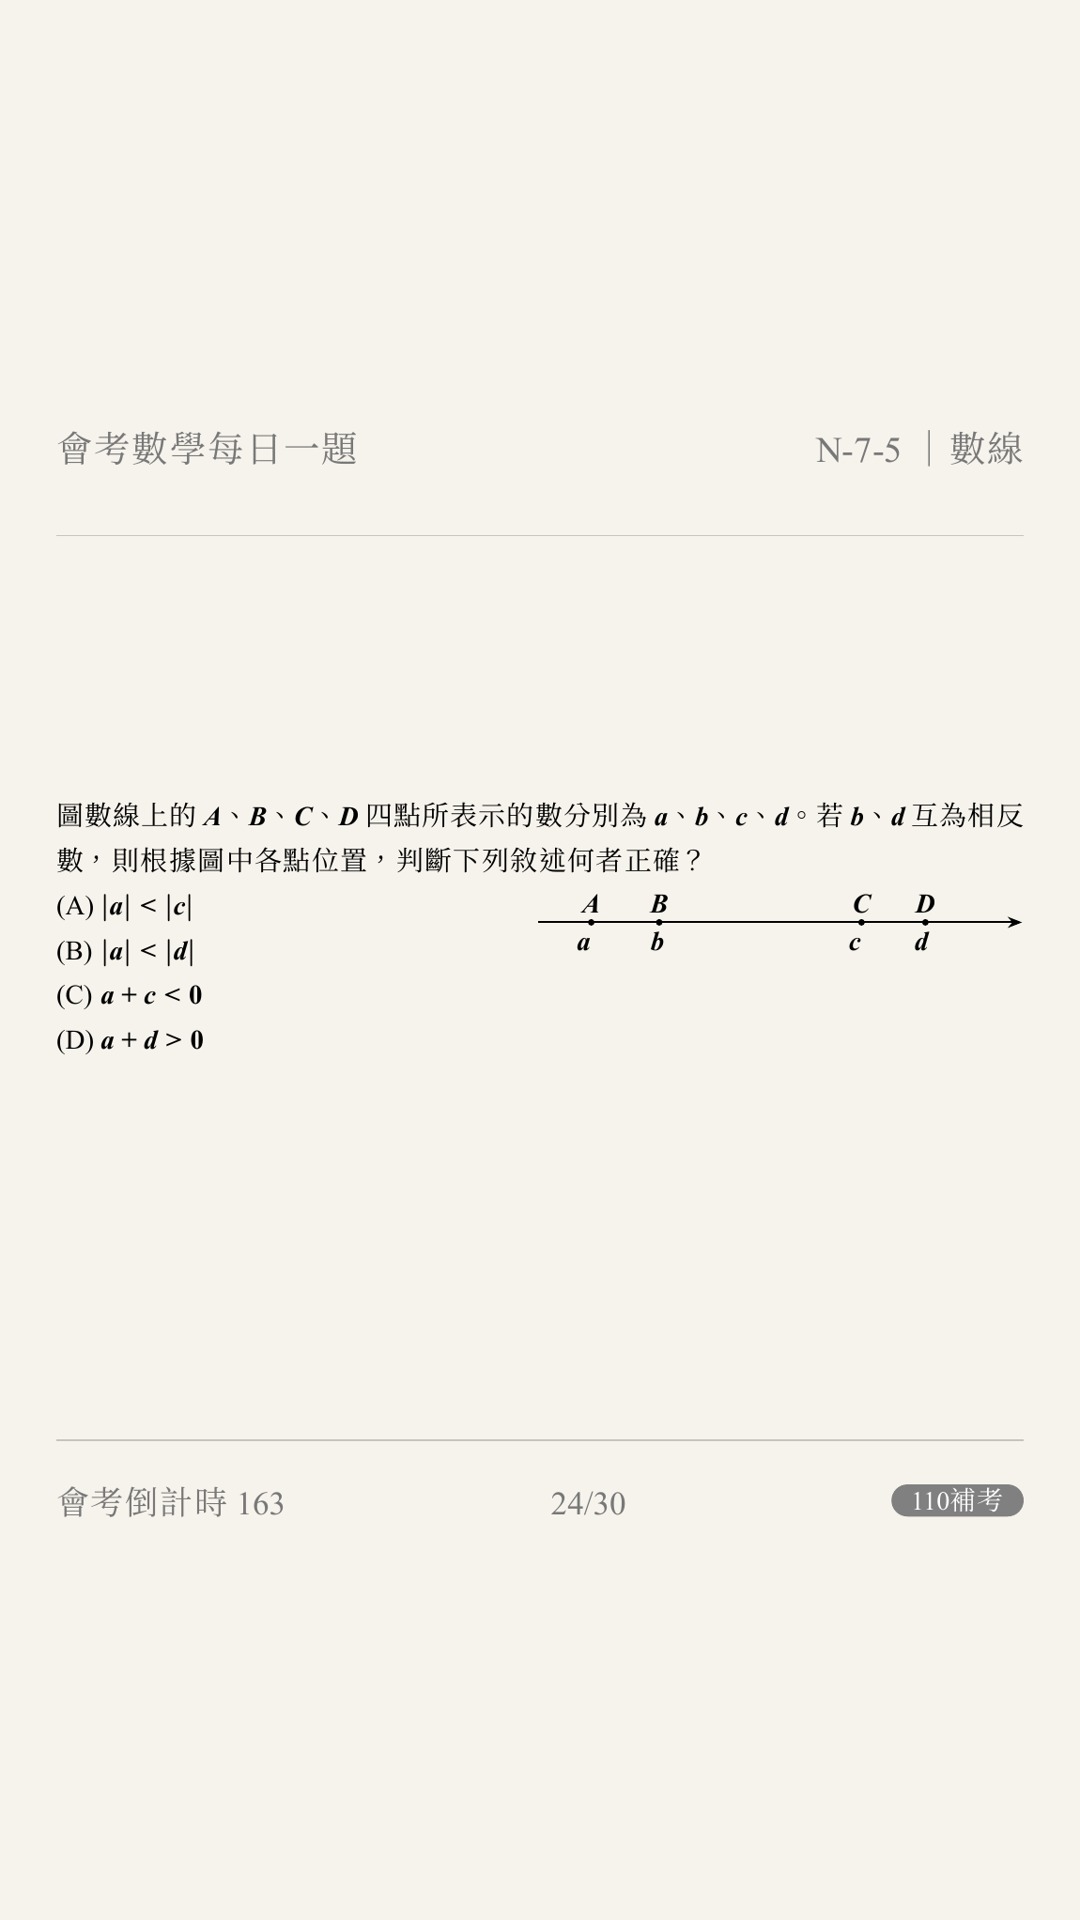 會考數學每日一題
N-7-5｜數線
圖數線上的 A、B、C、D 四點所表示的數分別為 a、b、c、d。若 b、d 互為相反
數，則根據圖中各點位置，判斷下列敘述何者正確？
(A) |a| < |c|
(B) |a| < |d|
(C) a + c < 0
(D) a + d > 0
A B C D
a b c d
會考倒計時 163
24/30
110補考